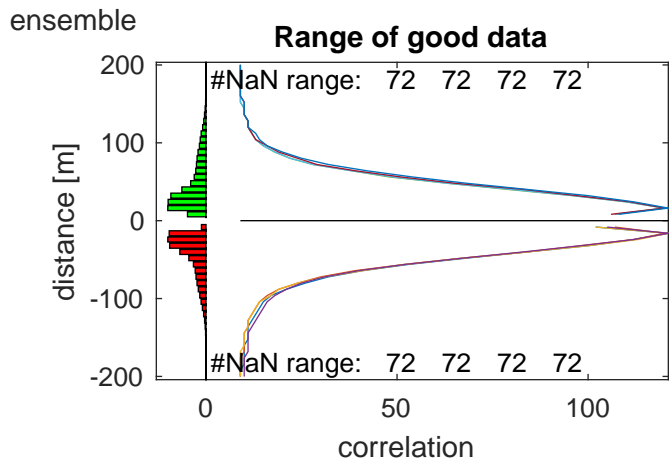 ensemble
Range of good data
200
#NaN range: 72 72 72 72
100
distance [m]
0
-100
#NaN range: 72 72 72 72
-200
0 50 100
correlation